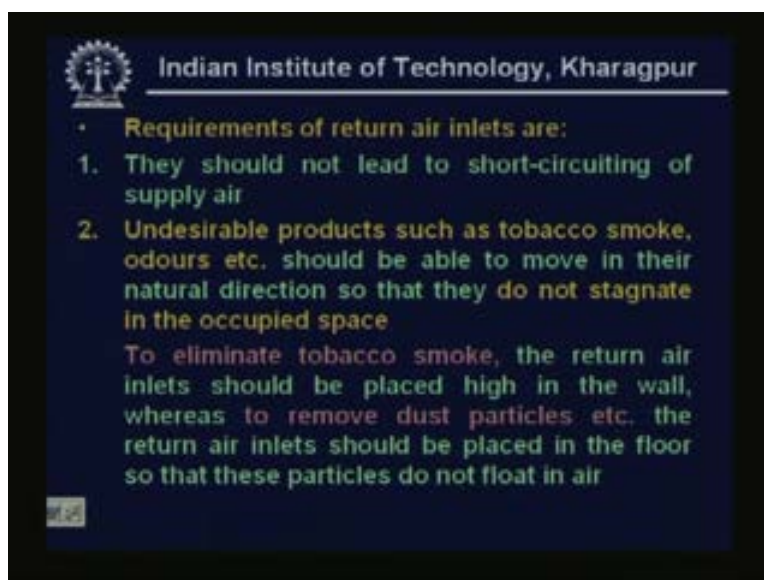 Indian Institute of Technology, Kharagpur
• Requirements of return air inlets are:
1. They should not lead to short-circuiting of
supply air
2. Undesirable products such as tobacco smoke,
odours etc. should be able to move in their
natural direction so that they do not stagnate
in the occupied space
To eliminate tobacco smoke, the return air
inlets should be placed high in the wall,
whereas to remove dust particles etc. the
return air inlets should be placed in the floor
so that these particles do not float in air